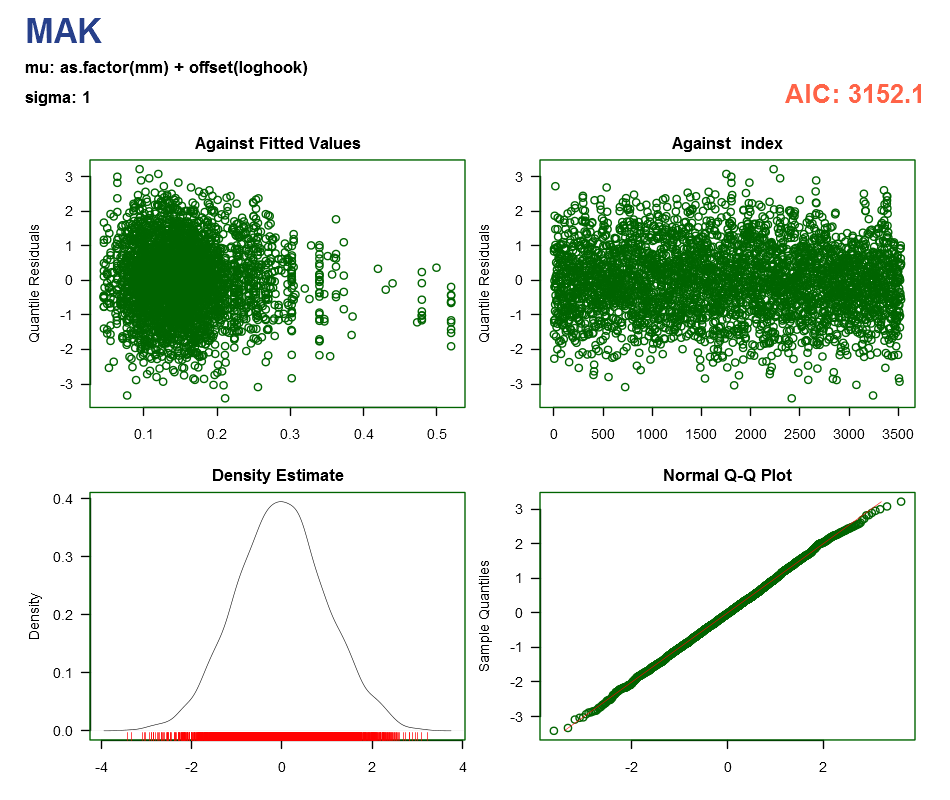 MAK
mu: as.factor(mm) + offset(loghook)
sigma: 1
AIC: 3152.1
Against Fitted Values
Quantile Residuals
3
2
1
0
-1
-2
-3
0.1 0.2 0.3 0.4 0.5
Against  index
Quantile Residuals
3
2
1
0
-1
-2
-3
0 500 1000 1500 2000 2500 3000 3500
Density Estimate
Density
0.4
0.3
0.2
0.1
0.0
-4 -2 0 2 4
Normal Q-Q Plot
Sample Quantiles
3
2
1
0
-1
-2
-3
-2 0 2